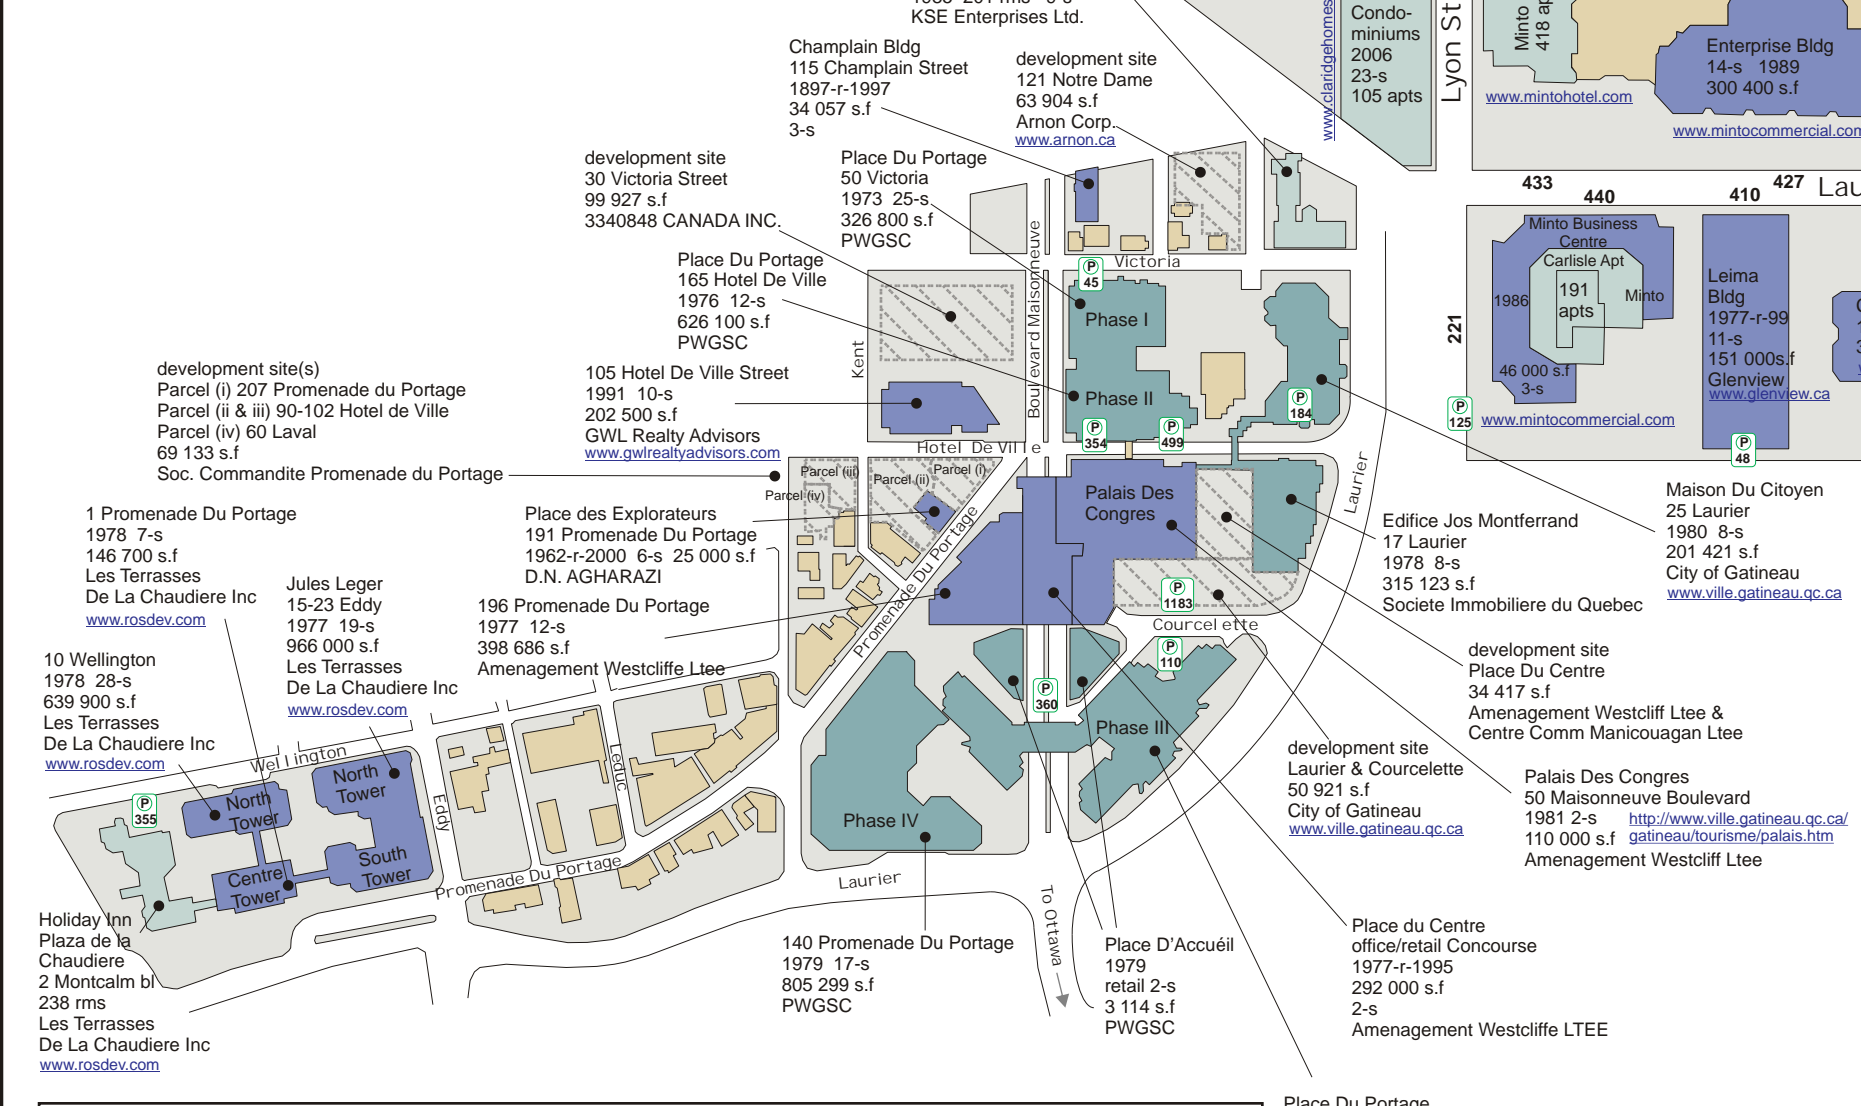 KSE Enterprises Ltd.
Champlain Bldg
115 Champlain Street
1897-r-1997
34 057 s.f
3-s
development site
121 Notre Dame
63 904 s.f
Arnon Corp.
www.arnon.ca
www.claridgehomes
Condo-
miniums
2006
23-s
105 apts
Lyon St
Minto
418 ap
www.mintohotel.com
Enterprise Bldg
14-s 1989
300 400 s.f
www.mintocommercial.com
development site
30 Victoria Street
99 927 s.f
3340848 CANADA INC.
Place Du Portage
50 Victoria
1973 25-s
326 800 s.f
PWGSC
Place Du Portage
165 Hotel De Ville
1976 12-s
626 100 s.f
PWGSC
Boulevard Maisonneuve
Victoria
P
45
Phase I
Phase II
P
354
P
499
P
184
Kent
Hotel De Ville
433
440
410
427
Lau
221
Minto Business
Centre
Carlisle Apt
1986
191
apts
Minto
46 000 s.f
3-s
P
125
www.mintocommercial.com
Leima
Bldg
1977-r-99
11-s
151 000s.f
Glenview
www.glenview.ca
P
48
development site(s)
Parcel (i) 207 Promenade du Portage
Parcel (ii & iii) 90-102 Hotel de Ville
Parcel (iv) 60 Laval
69 133 s.f
Soc. Commandite Promenade du Portage
105 Hotel De Ville Street
1991 10-s
202 500 s.f
GWL Realty Advisors
www.gwlrealtyadvisors.com
Parcel (iii)
Parcel (iv)
Parcel (ii)
Parcel (i)
Palais Des
Congres
Laurier
1 Promenade Du Portage
1978 7-s
146 700 s.f
Les Terrasses
De La Chaudiere Inc
www.rosdev.com
Place des Explorateurs
191 Promenade Du Portage
1962-r-2000 6-s 25 000 s.f
D.N. AGHARAZI
Jules Leger
15-23 Eddy
1977 19-s
966 000 s.f
Les Terrasses
De La Chaudiere Inc
www.rosdev.com
196 Promenade Du Portage
1977 12-s
398 686 s.f
Amenagement Westcliffe Ltee
Promenade Du Portage
P
1183
Courcelette
P
110
P
360
Edifice Jos Montferrand
17 Laurier
1978 8-s
315 123 s.f
Societe Immobiliere du Quebec
Maison Du Citoyen
25 Laurier
1980 8-s
201 421 s.f
City of Gatineau
www.ville.gatineau.qc.ca
10 Wellington
1978 28-s
639 900 s.f
Les Terrasses
De La Chaudiere Inc
www.rosdev.com
Wellington
North
Tower
North
Tower
Centre
Tower
South
Tower
P
355
Eddy
Leduc
Promenade Du Portage
Phase III
Phase IV
Laurier
To Ottawa
development site
Place Du Centre
34 417 s.f
Amenagement Westcliff Ltee &
Centre Comm Manicouagan Ltee
development site
Laurier & Courcelette
50 921 s.f
City of Gatineau
www.ville.gatineau.qc.ca
Palais Des Congres
50 Maisonneuve Boulevard
1981 2-s http://www.ville.gatineau.qc.ca/
110 000 s.f gatineau/tourisme/palais.htm
Amenagement Westcliff Ltee
Holiday Inn
Plaza de la
Chaudiere
2 Montcalm bl
238 rms
Les Terrasses
De La Chaudiere Inc
www.rosdev.com
140 Promenade Du Portage
1979 17-s
805 299 s.f
PWGSC
Place D'Accuéil
1979
retail 2-s
3 114 s.f
PWGSC
Place du Centre
office/retail Concourse
1977-r-1995
292 000 s.f
2-s
Amenagement Westcliffe LTEE
Place Du Portage